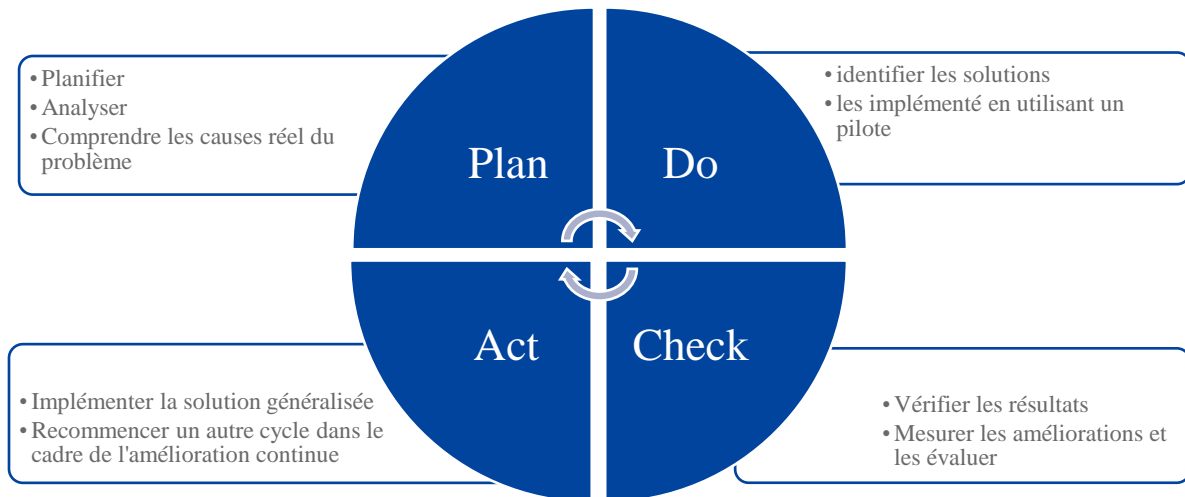 • Planifier
• Analyser
• Comprendre les causes réel du
problème
Plan
Do
• identifier les solutions
• les implémenté en utilisant un
pilote
Act
Check
• Implémenter la solution généralisée
• Recommencer un autre cycle dans le
cadre de l'amélioration continue
• Vérifier les résultats
• Mesurer les améliorations et
les évaluer